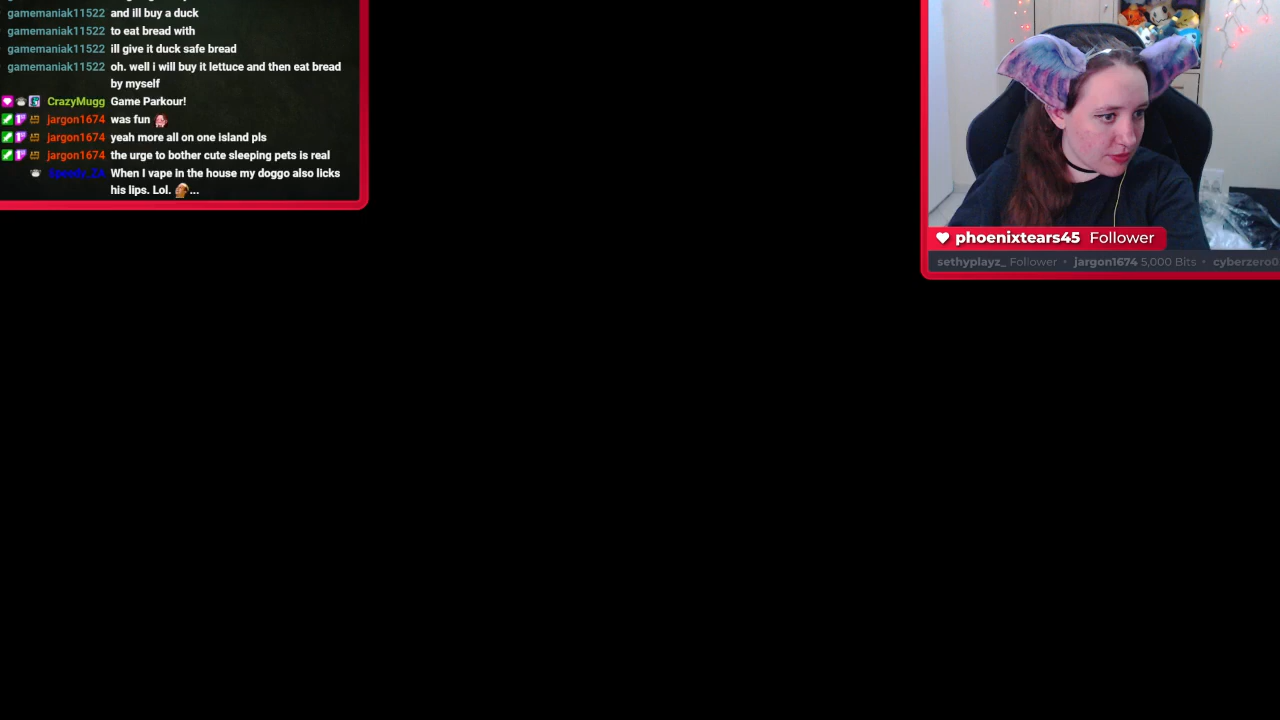 gamemaniak11522 and ill buy a duck
gamemaniak11522 to eat bread with
gamemaniak11522 ill give it duck safe bread
gamemaniak11522 oh. well i will buy it lettuce and then eat bread
by myself
CrazyMugg Game Parkour!
jargon1674 was fun
jargon1674 yeah more all on one island pls
jargon1674 the urge to bother cute sleeping pets is real
Speedy_ZA When I vape in the house my doggo also licks
his lips. Lol. ...
phoenixtears45 Follower
sethyplayz_ Follower • jargon1674 5,000 Bits •